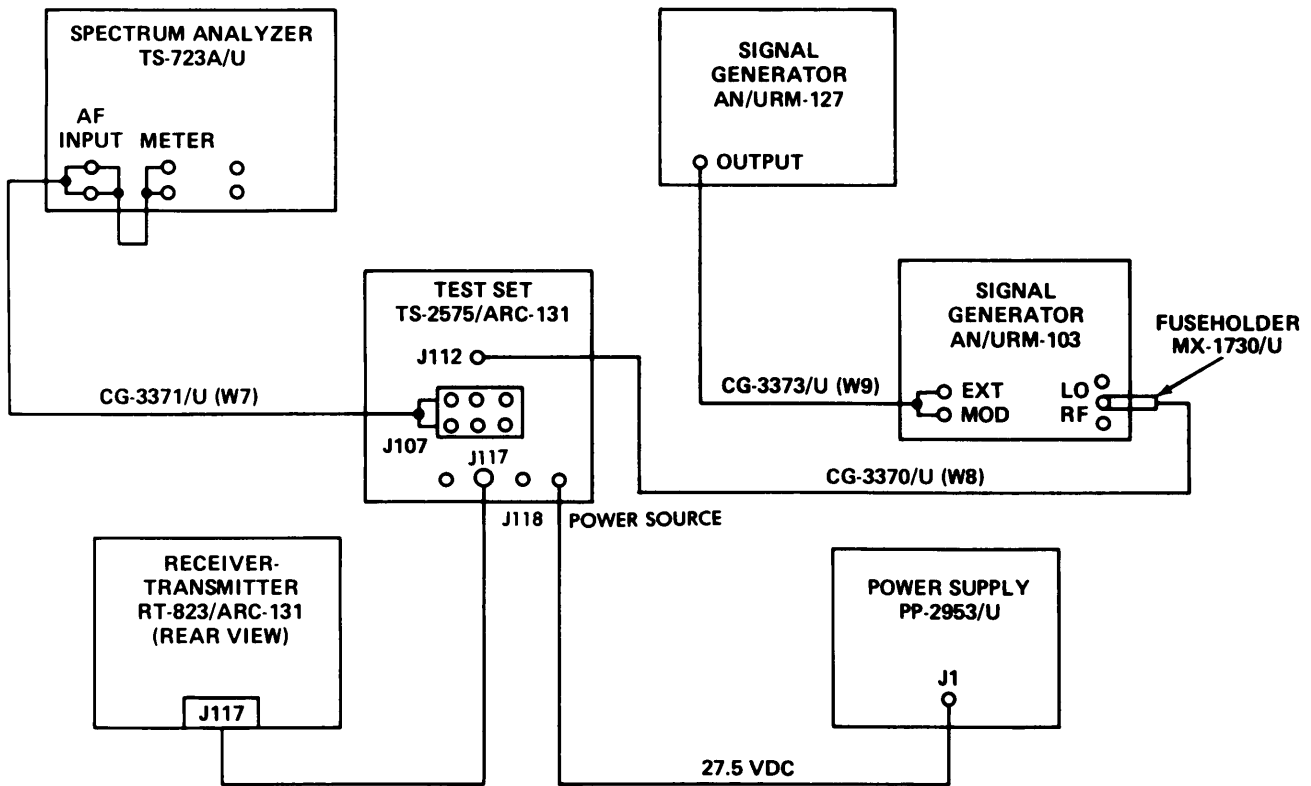 SPECTRUM ANALYZER
TS-723A/U
AF
INPUT METER
SIGNAL
GENERATOR
AN/URM-127
OUTPUT
TEST SET
TS-2575/ARC-131
J112
J107
J117
J118 POWER SOURCE
CG-3371/U (W7)
SIGNAL
GENERATOR
AN/URM-103
EXT
MOD
LO
RF
FUSEHOLDER
MX-1730/U
CG-3373/U (W9)
CG-3370/U (W8)
RECEIVER-
TRANSMITTER
RT-823/ARC-131
(REAR VIEW)
J117
POWER SUPPLY
PP-2953/U
J1
27.5 VDC